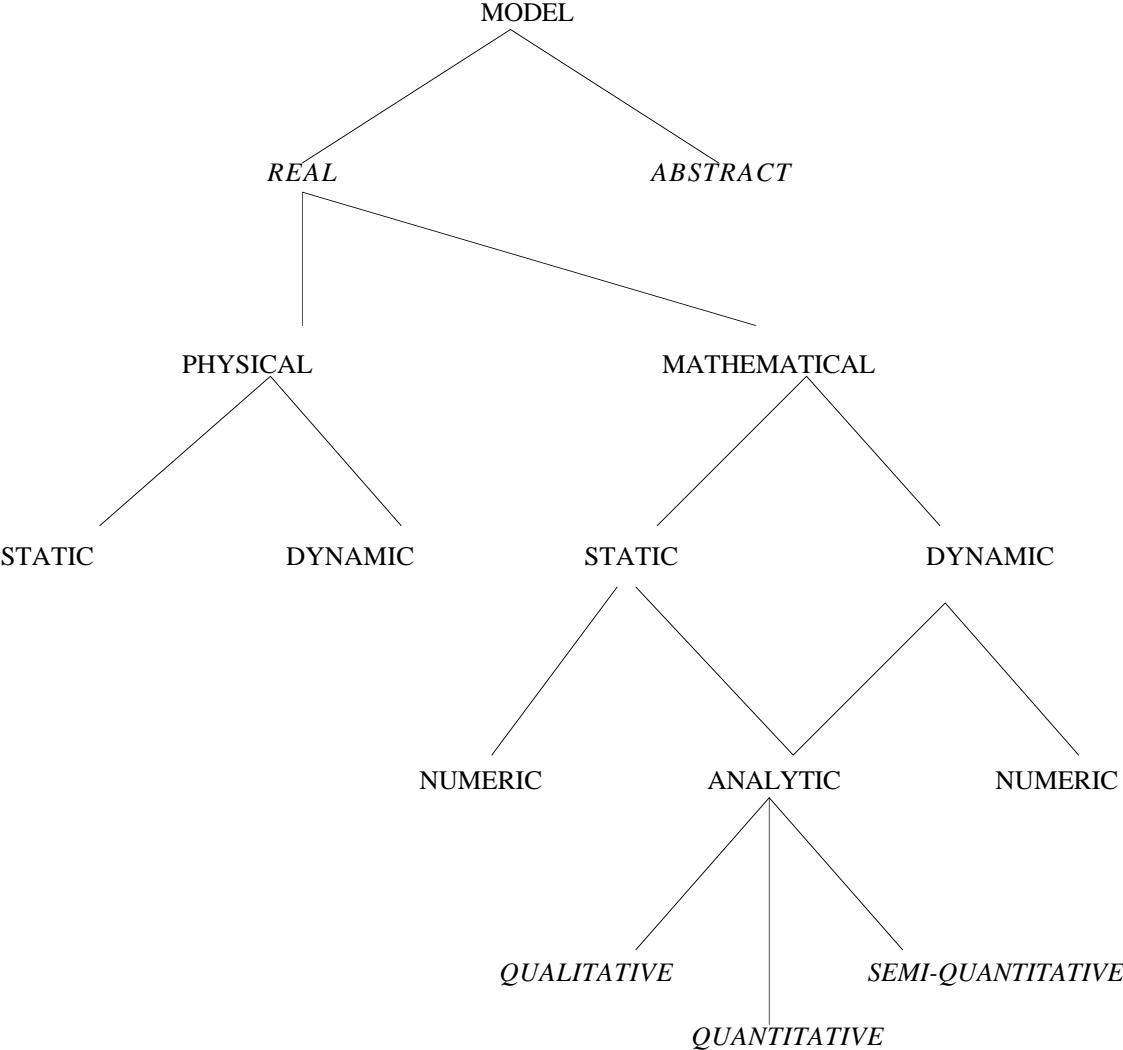 MODEL
REAL
ABSTRACT
PHYSICAL
MATHEMATICAL
STATIC
DYNAMIC
STATIC
DYNAMIC
NUMERIC
ANALYTIC
NUMERIC
QUALITATIVE
SEMI-QUANTITATIVE
QUANTITATIVE